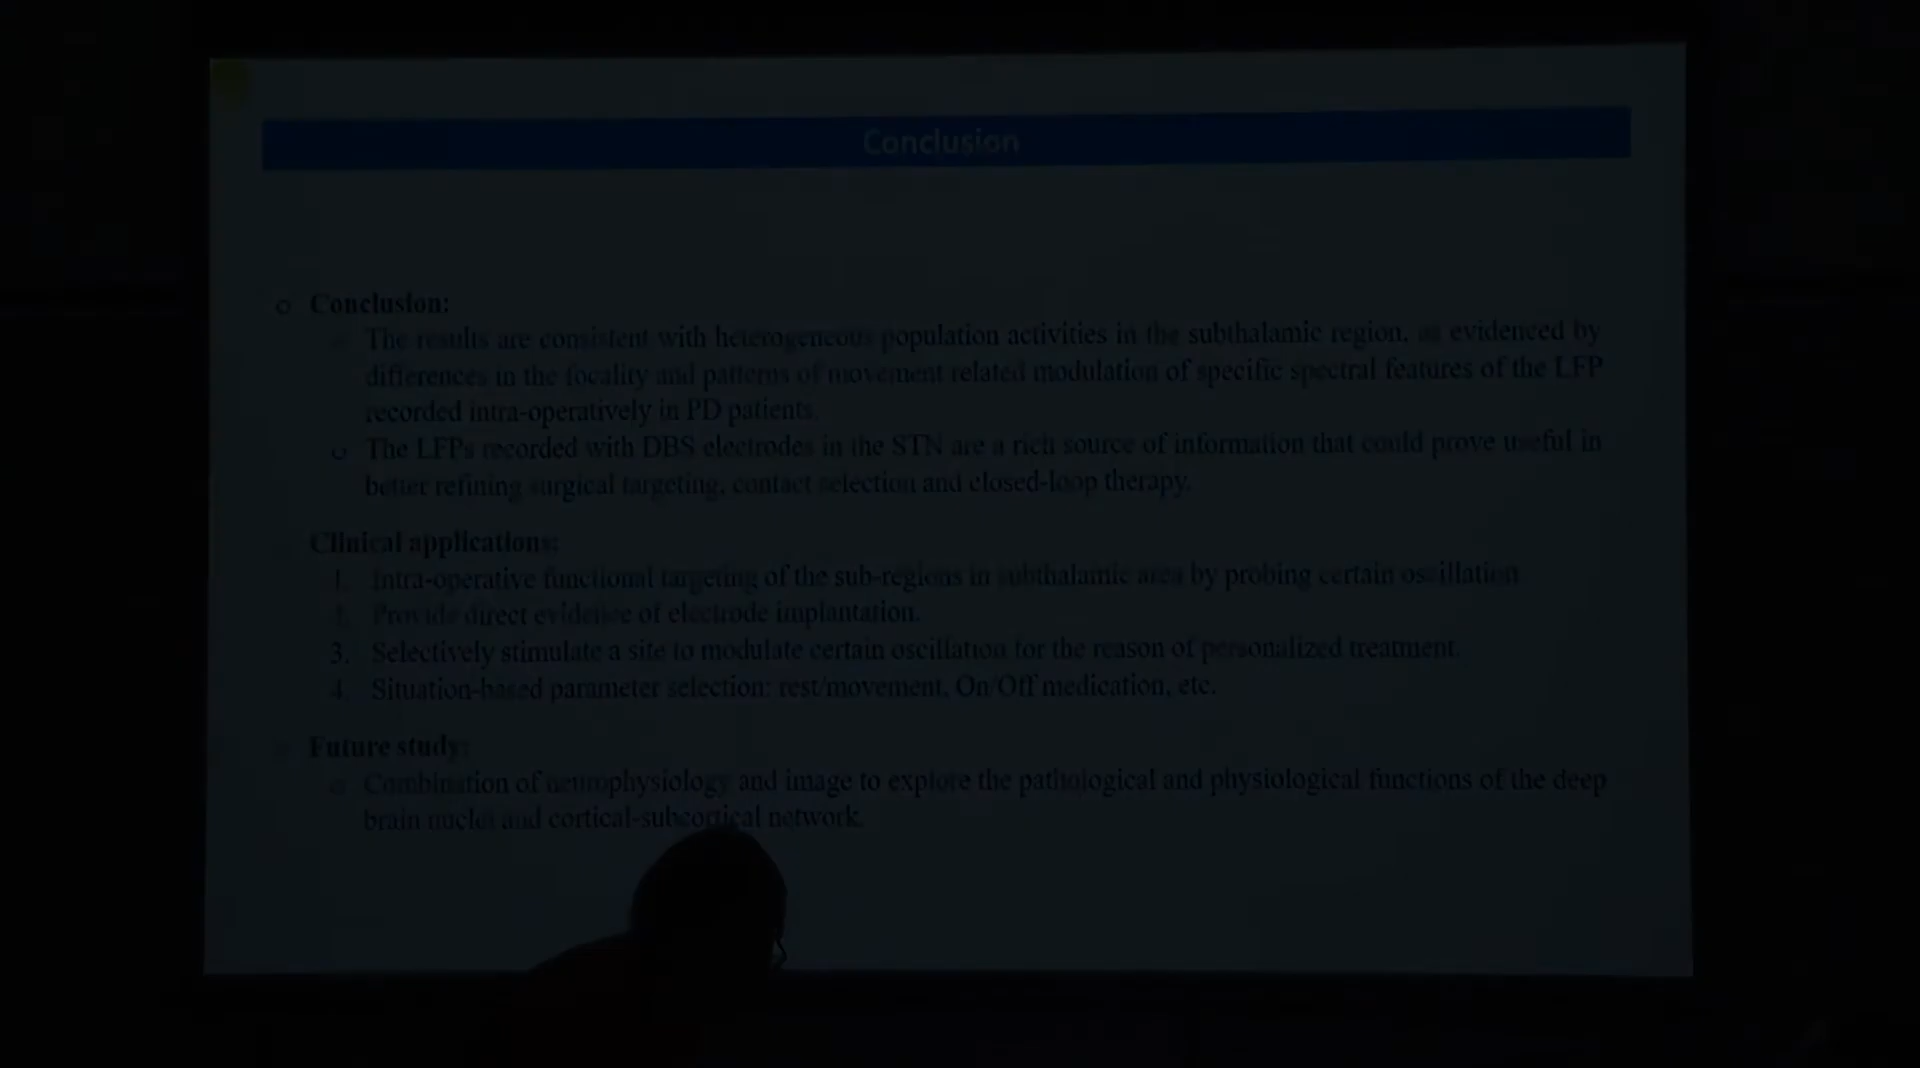 Conclusion
o Conclusion:
o The results are consistent with heterogeneous population activities in the subthalamic region, as evidenced by
differences in the focality and patterns of movement related modulation of specific spectral features of the LFP
recorded intra-operatively in PD patients.
o The LFPs recorded with DBS electrodes in the STN are a rich source of information that could prove useful in
better refining surgical targeting, contact selection and closed-loop therapy.
o Clinical applications:
1. Intra-operative functional targeting of the sub-regions in subthalamic area by probing certain oscillation
2. Provide direct evidence of electrode implantation.
3. Selectively stimulate a site to modulate certain oscillation for the reason of personalized treatment.
4. Situation-based parameter selection: rest/movement, On/Off medication, etc.
o Future study:
o Combination of neurophysiology and image to explore the pathological and physiological functions of the deep
brain nuclei and cortical-subcortical network.